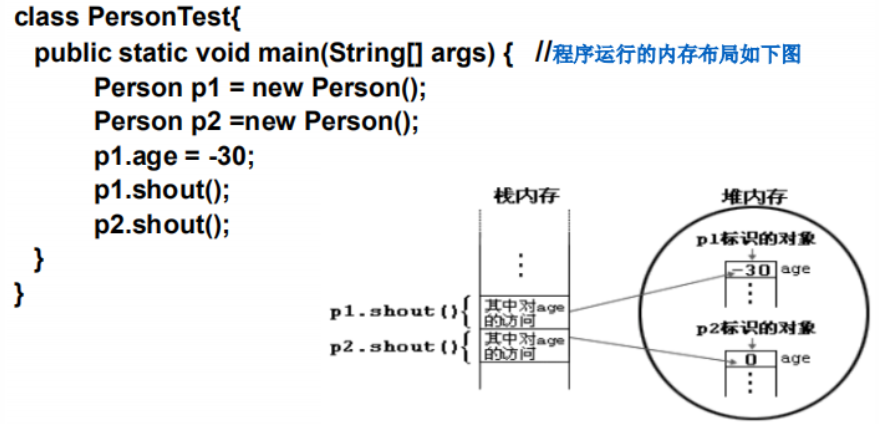 class PersonTest{
public static void main(String[] args) { //程序运行的内存布局如下图
Person p1 = new Person();
Person p2 =new Person();
p1.age = -30;
p1.shout();
p2.shout();
}
}
栈内存
堆内存
p1标识的对象
-30 age
p1.shout(){ 其中对age
的访问
p2标识的对象
p2.shout(){ 其中对age
的访问
0 age